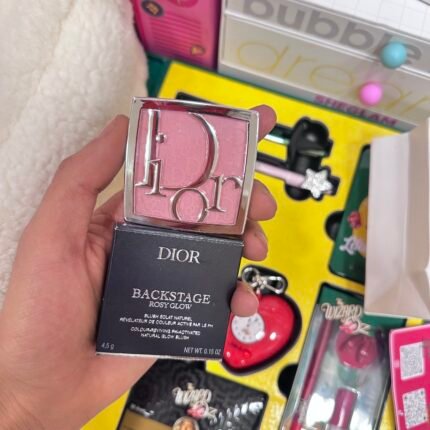 bubble
dream
SHEGLAM
Dior
DIOR
BACKSTAGE
ROSY GLOW
BLUSH ÉCLAT NATUREL
RÉVÉLATEUR DE COULEUR ACTIVÉ PAR LE PH
COLOUR-REVIVING PH-ACTIVATED
NATURAL GLOW BLUSH
4,5 g
NET WT. 0.15 OZ
WIZARD
WIZARD